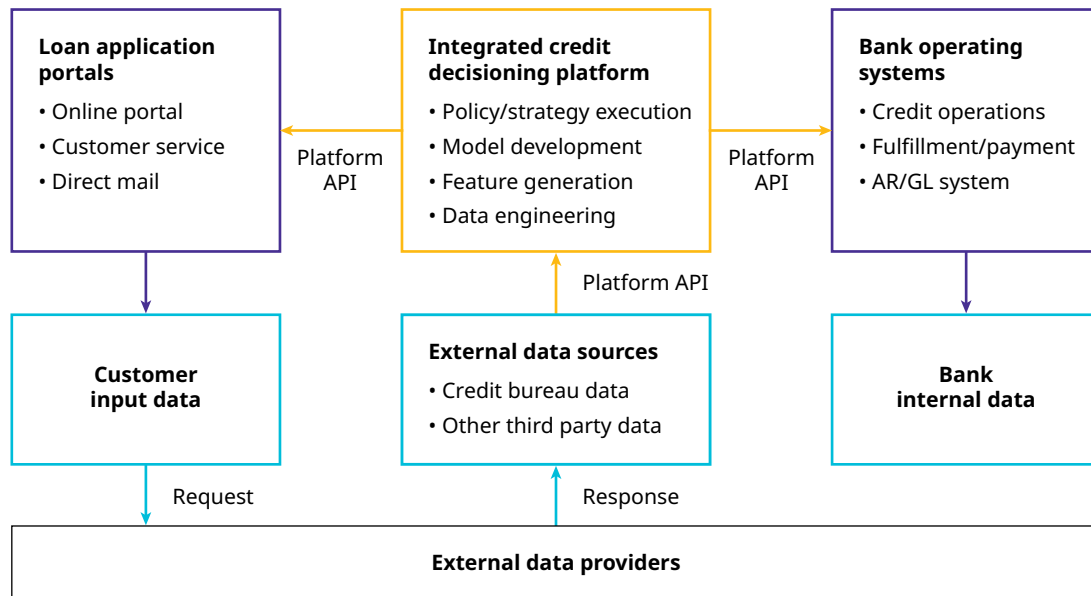 Loan application
portals
• Online portal
• Customer service
• Direct mail
Platform
API
Integrated credit
decisioning platform
• Policy/strategy execution
• Model development
• Feature generation
• Data engineering
Platform
API
Bank operating
systems
• Credit operations
• Fulfillment/payment
• AR/GL system
Platform API
Customer
input data
External data sources
• Credit bureau data
• Other third party data
Bank
internal data
Request
Response
External data providers